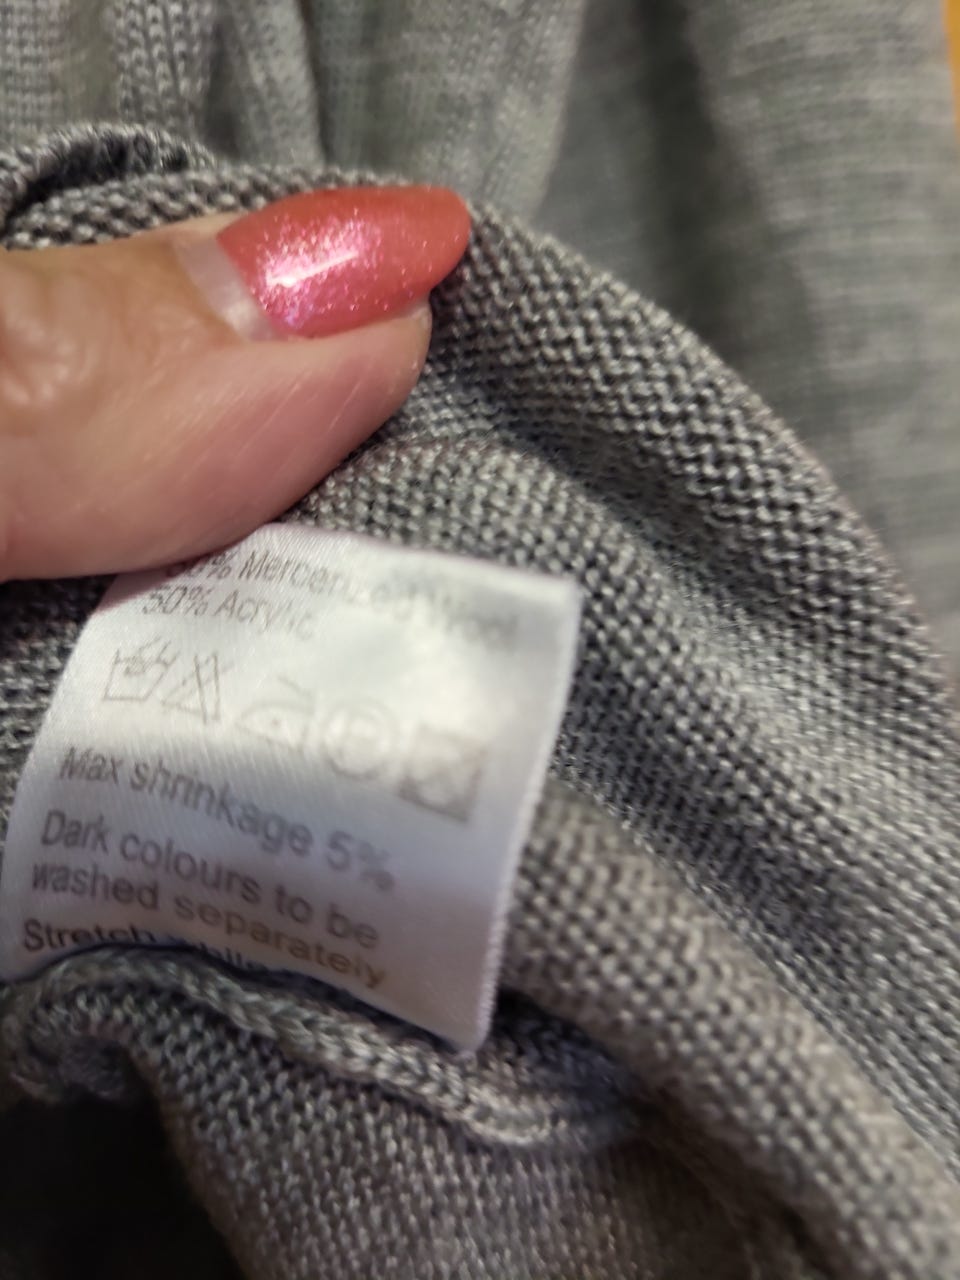 % Mercerized Wool
50% Acrylic
Max shrinkage 5%
Dark colours to be
washed separately
Stretch